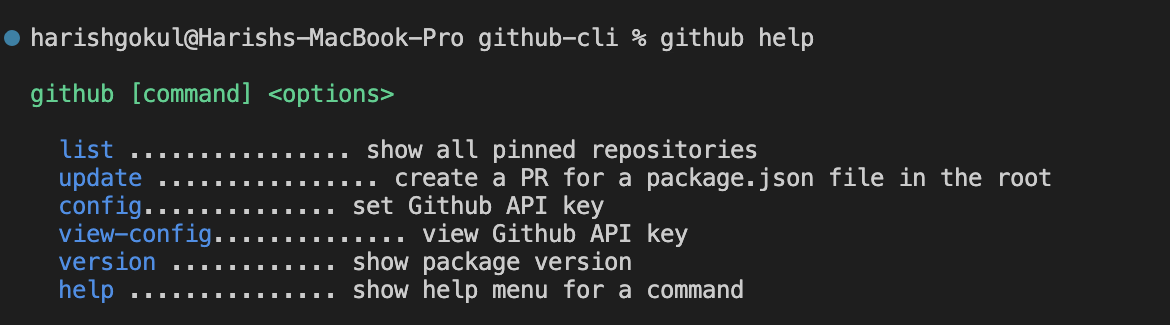 harishgokul@Harishs-MacBook-Pro github-cli % github help
github [command] <options>
list ................ show all pinned repositories
update ................ create a PR for a package.json file in the root
config.............. set Github API key
view-config.............. view Github API key
version ............ show package version
help ............... show help menu for a command